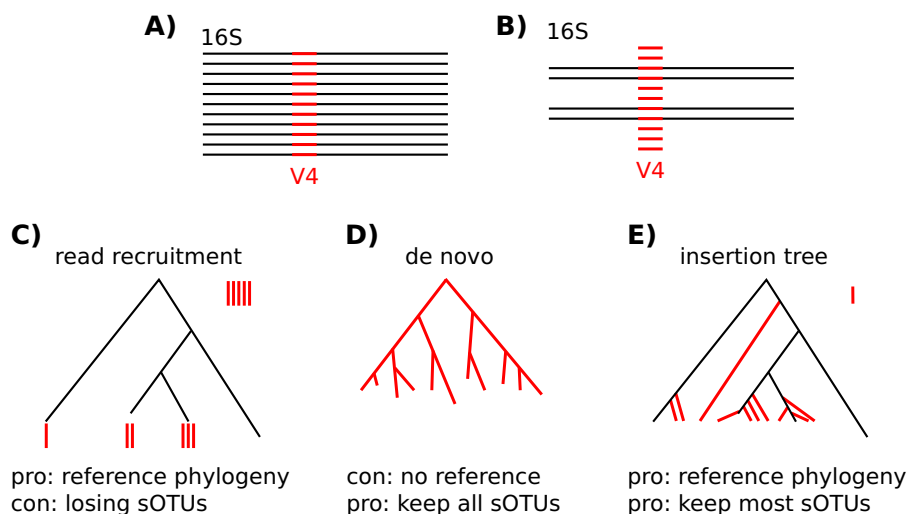 A)
16S
V4
B)
16S
V4
C)
read recruitment
pro: reference phylogeny
con: losing sOTUs
D)
de novo
con: no reference
pro: keep all sOTUs
E)
insertion tree
pro: reference phylogeny
pro: keep most sOTUs